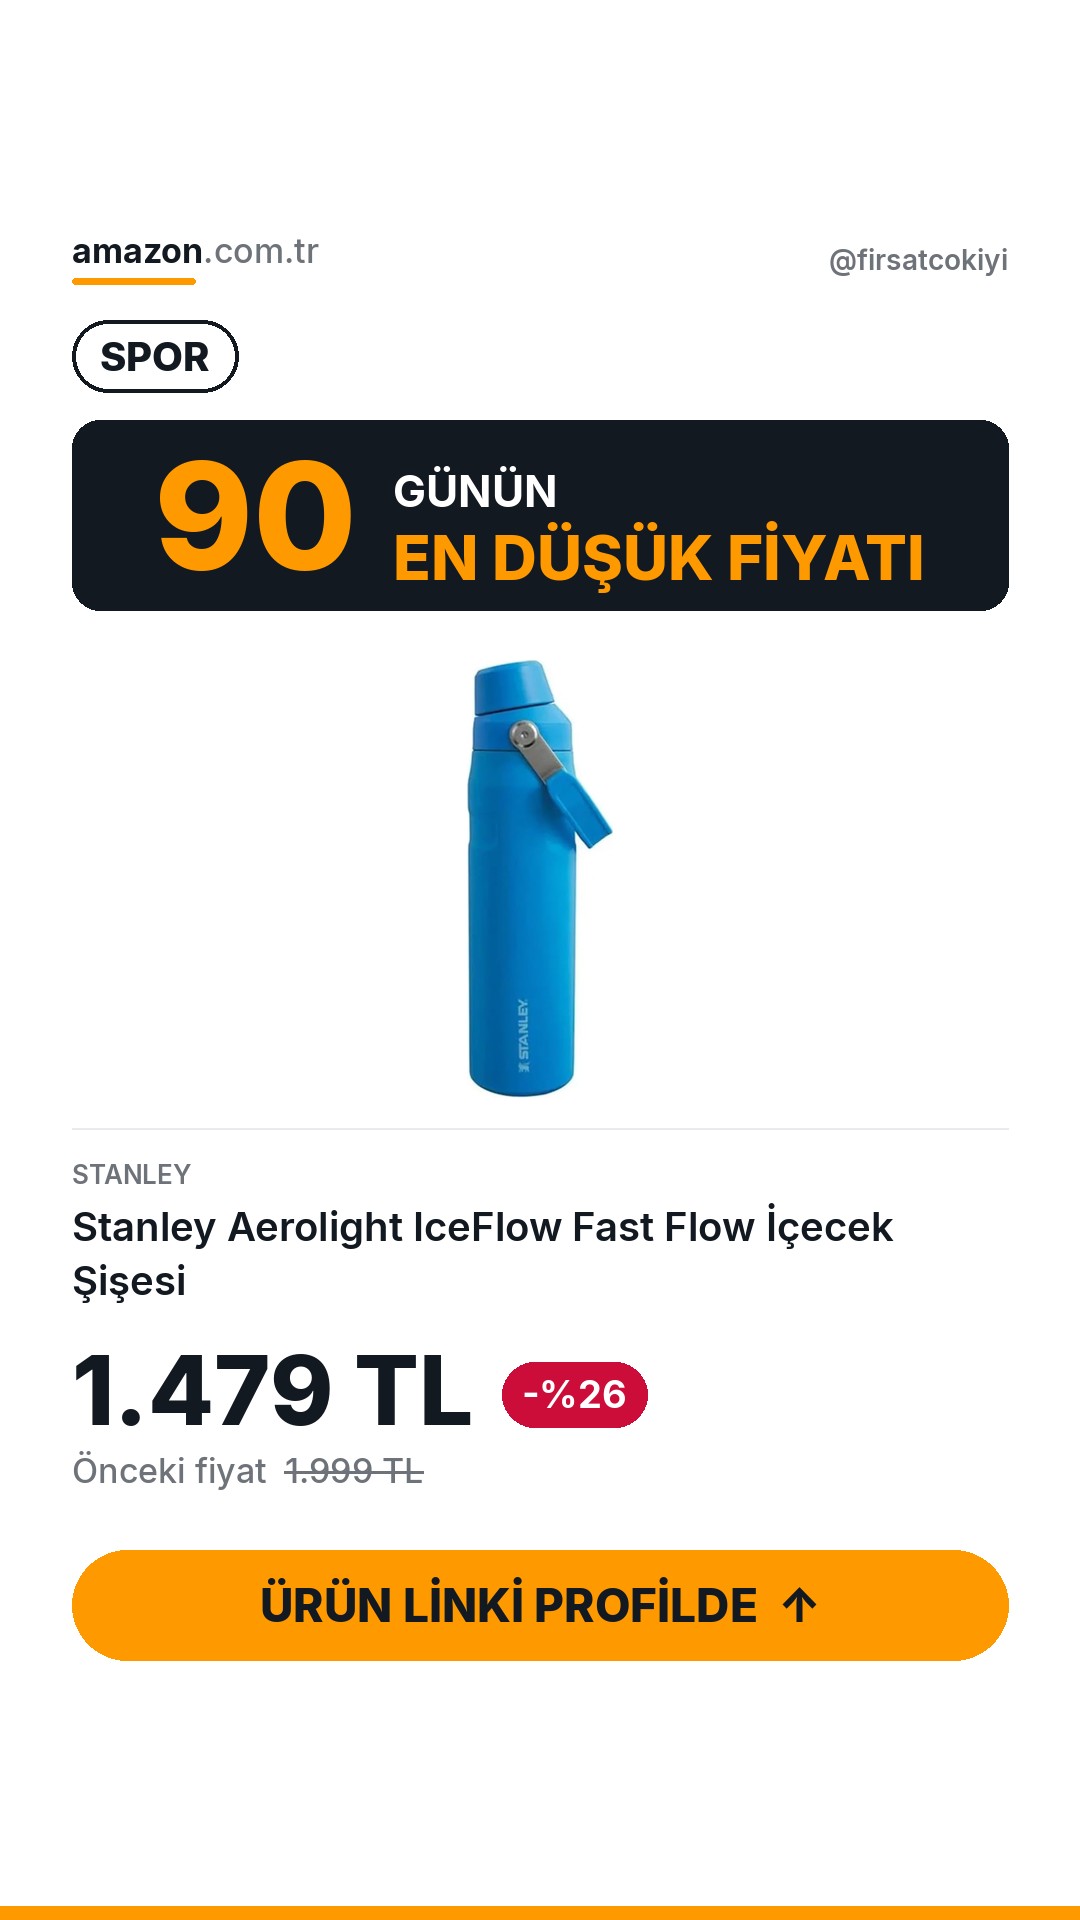 amazon.com.tr
@firsatcokiyi
SPOR
90 GÜNÜN
EN DÜŞÜK FİYATI
STANLEY
STANLEY
Stanley Aerolight IceFlow Fast Flow İçecek
Şişesi
1.479 TL -%26
Önceki fiyat 1.999 TL
ÜRÜN LİNKİ PROFİLDE ↑